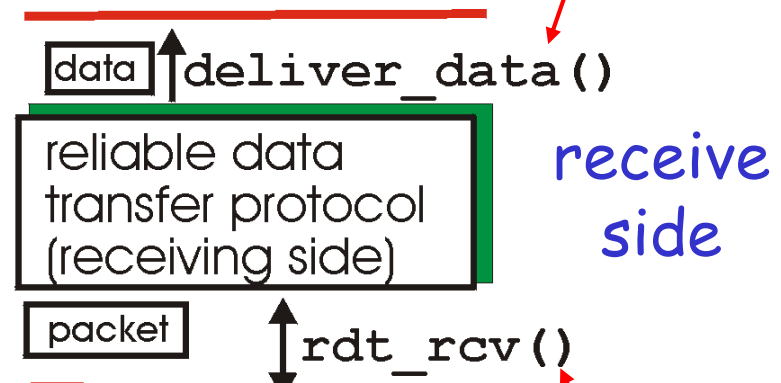 data deliver_data()
reliable data
transfer protocol
(receiving side)
receive
side
packet rdt_rcv()